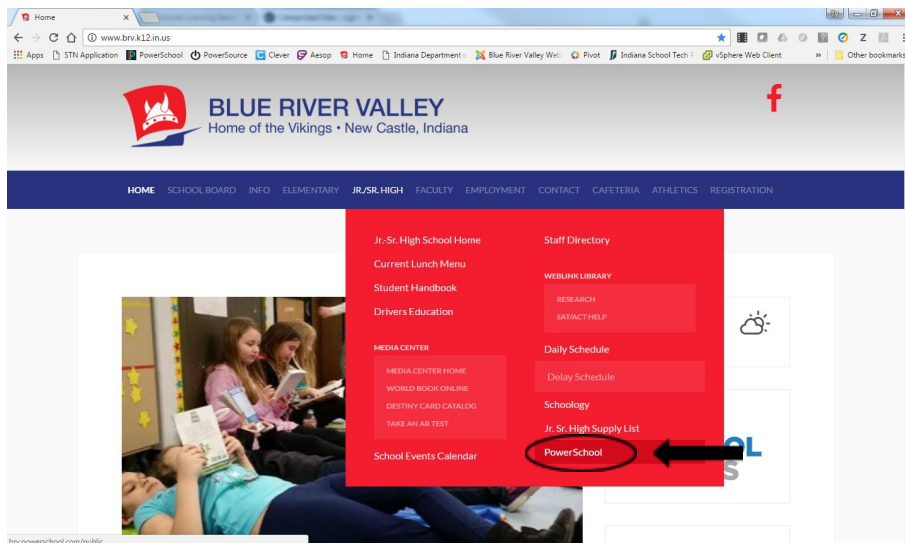 Home
www.brv.k12.in.us
Apps STN Application PowerSchool PowerSource Clever Aesop Home Indiana Department o Blue River Valley Web Pivot Indiana School Tech P vSphere Web Client » Other bookmarks
BLUE RIVER VALLEY
Home of the Vikings • New Castle, Indiana
f
HOME SCHOOL BOARD INFO ELEMENTARY JR./SR. HIGH FACULTY EMPLOYMENT CONTACT CAFETERIA ATHLETICS REGISTRATION
Jr.-Sr. High School Home
Current Lunch Menu
Student Handbook
Drivers Education
MEDIA CENTER
MEDIA CENTER HOME
WORLD BOOK ONLINE
DESTINY CARD CATALOG
TAKE AN AR TEST
School Events Calendar
Staff Directory
WEBLINK LIBRARY
RESEARCH
SAT/ACT HELP
Daily Schedule
Delay Schedule
Schoology
Jr. Sr. High Supply List
PowerSchool
brv.powerschool.com/public